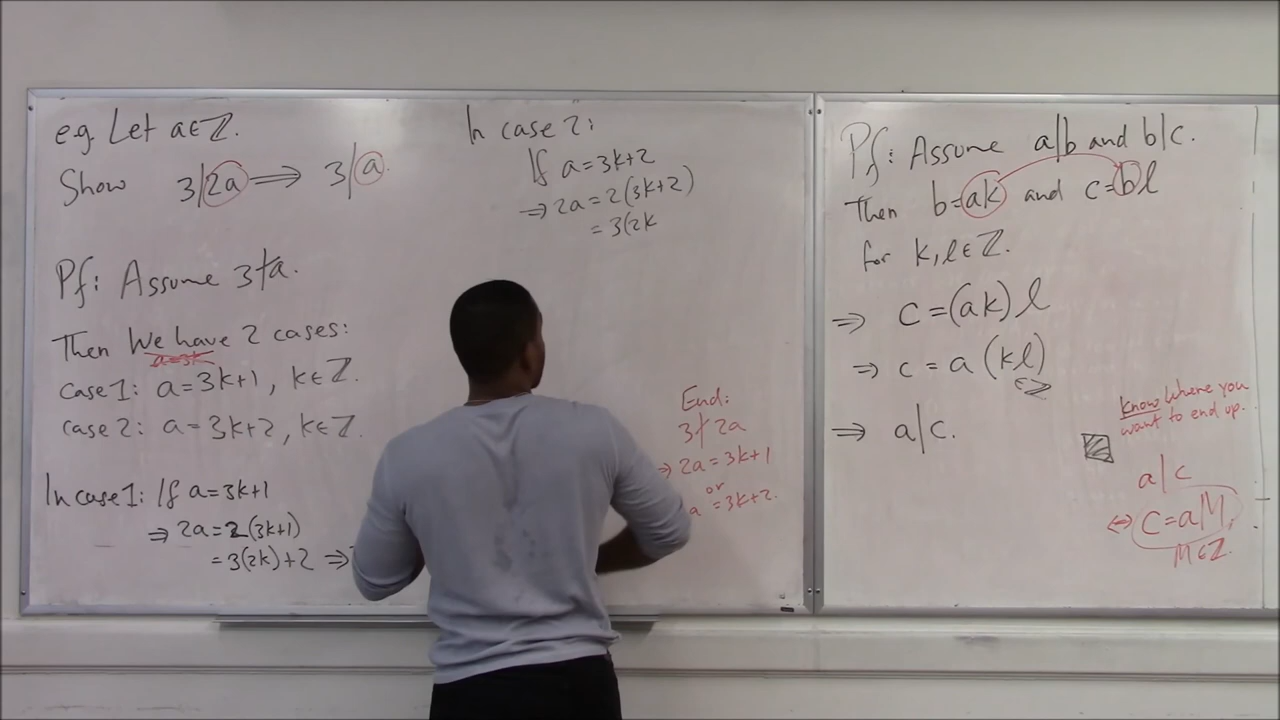 e.g. Let a∈ℤ.
Show 3|2a ⟹ 3|a.
Pf: Assume 3∤a.
Then We have 2 cases:
a=3k
case 1: a=3k+1, k∈ℤ.
case 2: a=3k+2, k∈ℤ.
In case 1: If a=3k+1
⟹ 2a=2(3k+1)
=3(2k)+2 ⟹
In case 2:
If a=3k+2
⟹ 2a=2(3k+2)
=3(2k
End:
3∤2a
⟹ 2a=3k+1
or
a=3k+2.
Pf: Assume a|b and b|c.
Then b=ak and c=bl
for k,l∈ℤ.
⟹ c=(ak)l
⟹ c=a(kl)
∈ℤ
⟹ a|c.
Know where you
want to end up.
a|c
⟺ c=aM,
M∈ℤ.